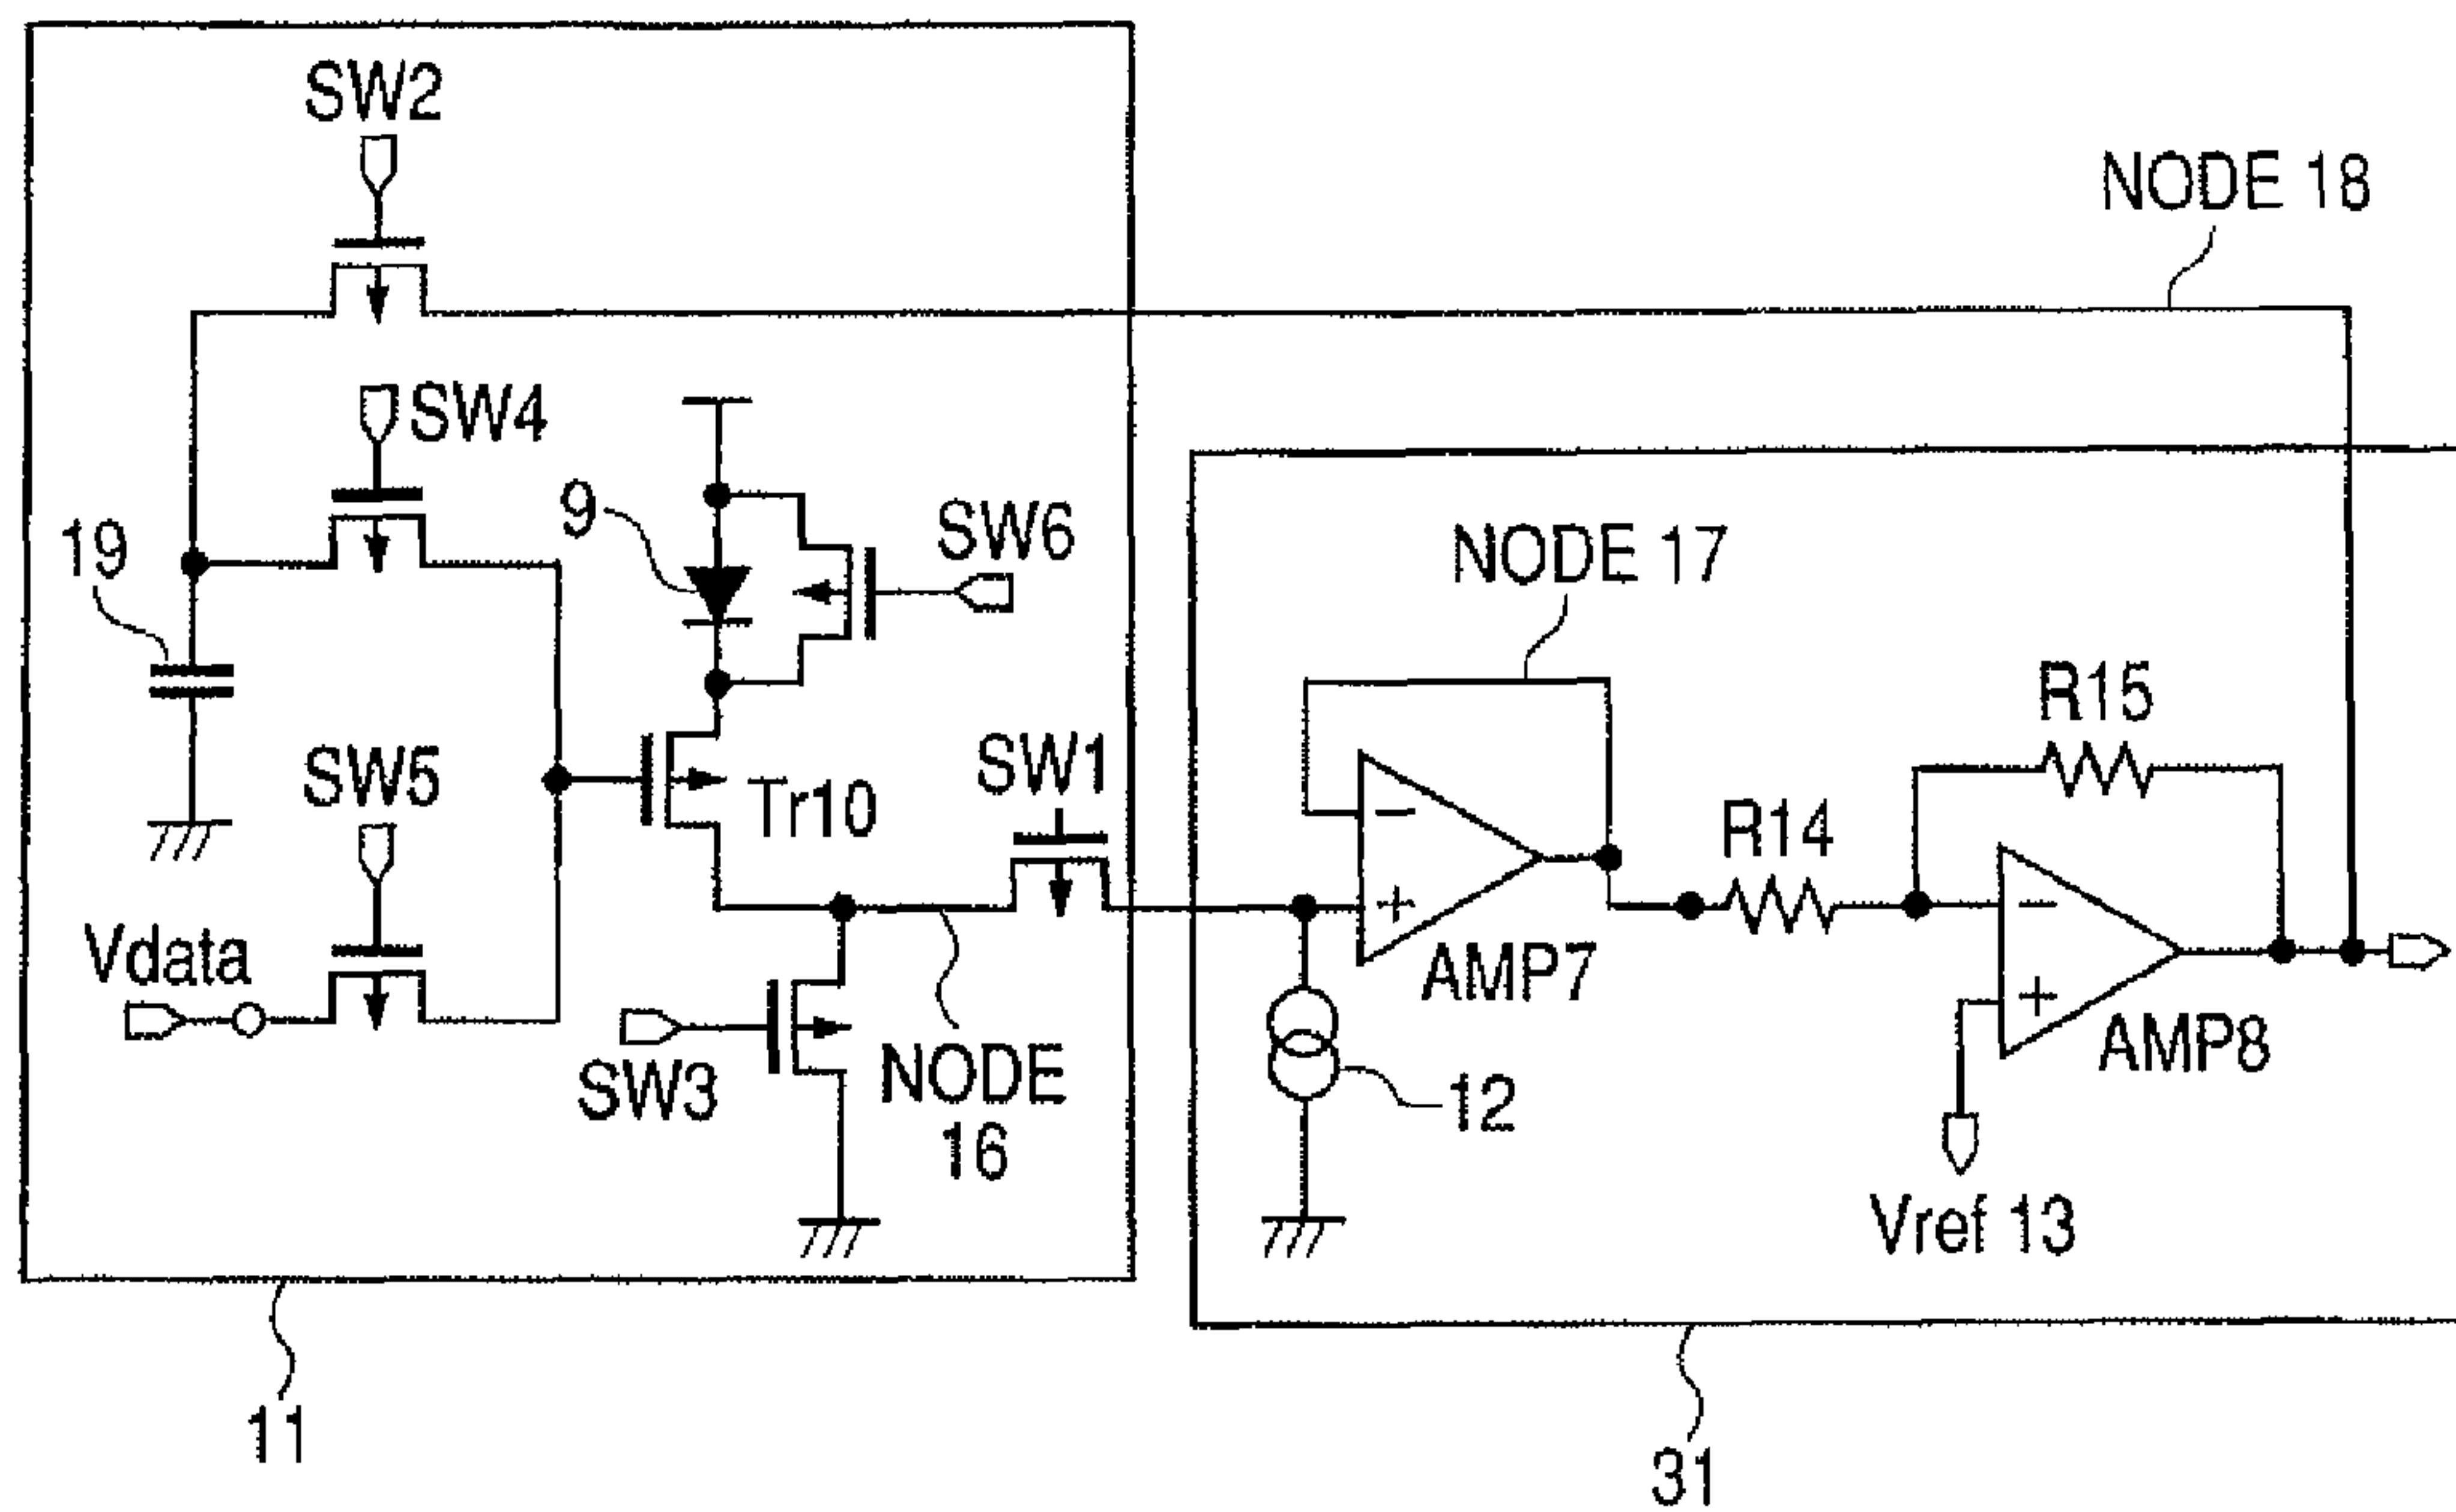 SW2
NODE 18
SW4
9
SW6
19
NODE 17
R15
SW5
SW1
Tr10
R14
Vdata
AMP7
AMP8
SW3
NODE
16
12
Vref 13
11
31